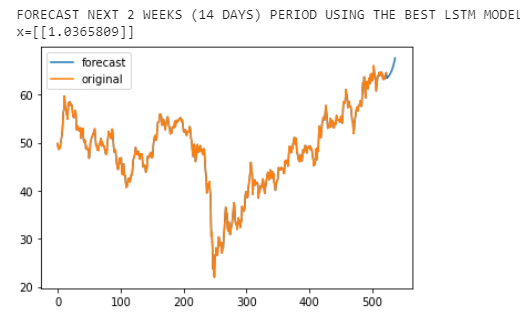 FORECAST NEXT 2 WEEKS (14 DAYS) PERIOD USING THE BEST LSTM MODEL
x=[[1.0365809]]
forecast
original
60
50
40
30
20
0 100 200 300 400 500